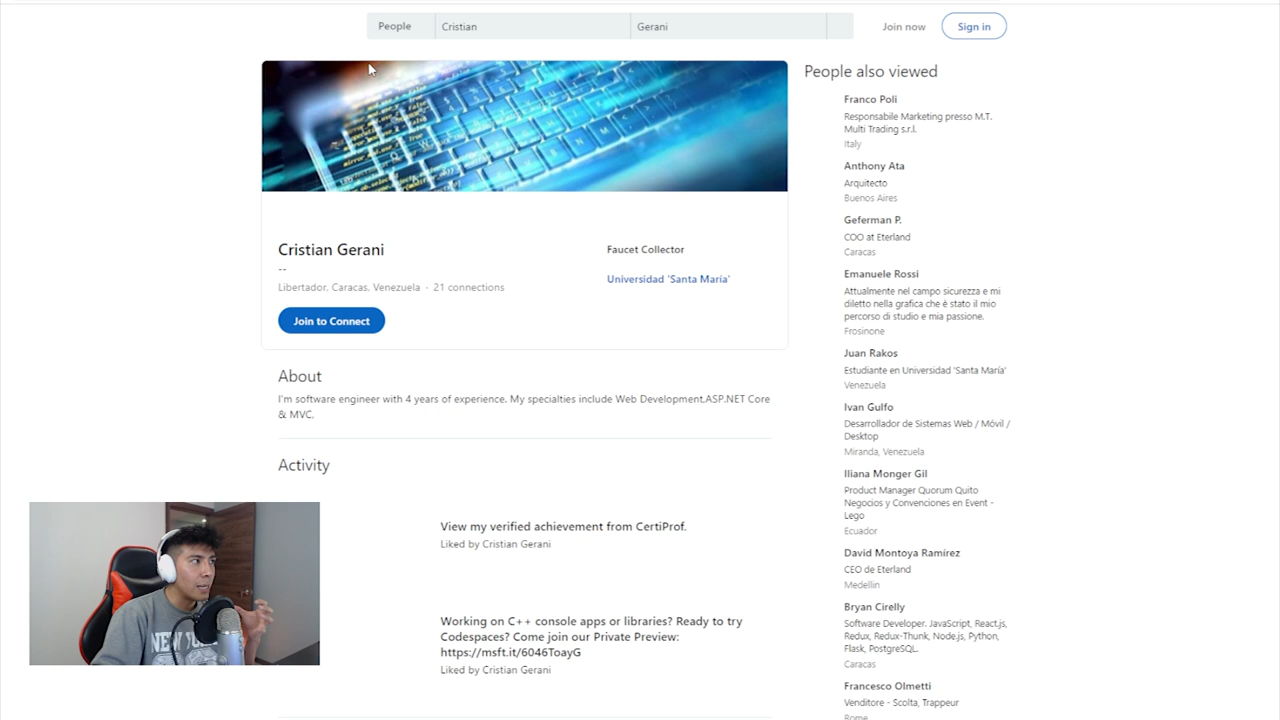 People
Cristian
Gerani
Join now
Sign in
Cristian Gerani
--
Libertador, Caracas, Venezuela · 21 connections
Join to Connect
Faucet Collector
Universidad 'Santa María'
About
I'm software engineer with 4 years of experience. My specialties include Web Development,ASP.NET Core
& MVC.
Activity
View my verified achievement from CertiProf.
Liked by Cristian Gerani
Working on C++ console apps or libraries? Ready to try
Codespaces? Come join our Private Preview:
https://msft.it/6046ToayG
Liked by Cristian Gerani
People also viewed
Franco Poli
Responsabile Marketing presso M.T.
Multi Trading s.r.l.
Italy
Anthony Ata
Arquitecto
Buenos Aires
Geferman P.
COO at Eterland
Caracas
Emanuele Rossi
Attualmente nel campo sicurezza e mi
diletto nella grafica che è stato il mio
percorso di studio e mia passione.
Frosinone
Juan Rakos
Estudiante en Universidad 'Santa María'
Venezuela
Ivan Gulfo
Desarrollador de Sistemas Web / Móvil /
Desktop
Miranda, Venezuela
Iliana Monger Gil
Product Manager Quorum Quito
Negocios y Convenciones en Event -
Lego
Ecuador
David Montoya Ramírez
CEO de Eterland
Medellin
Bryan Cirelly
Software Developer. JavaScript, React.js,
Redux, Redux-Thunk, Node.js, Python,
Flask, PostgreSQL.
Caracas
Francesco Olmetti
Venditore - Scolta, Trappeur
Rome
NEW YO